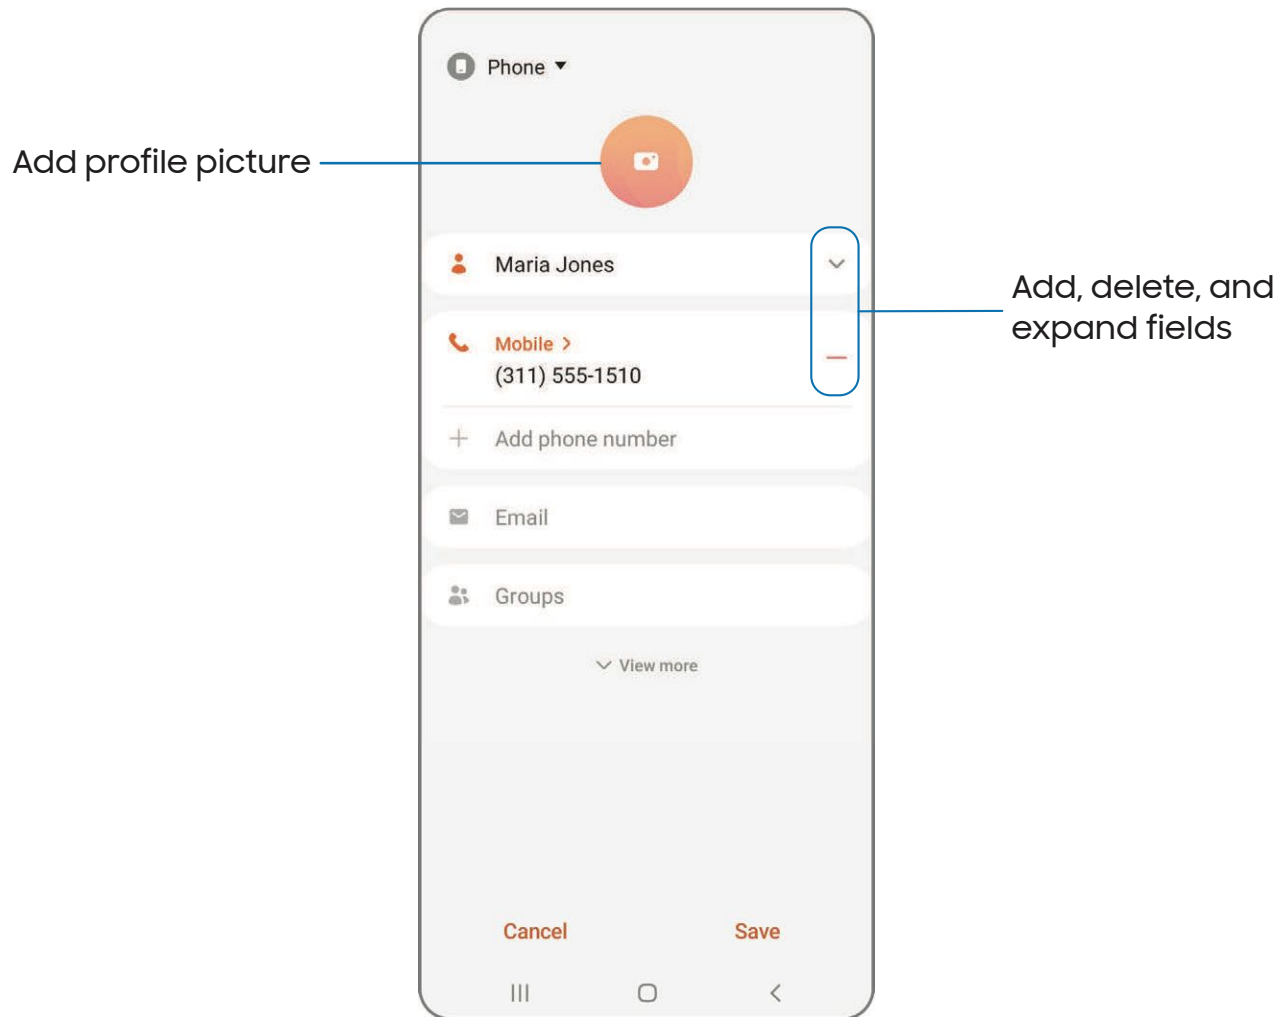 Phone
Add profile picture
Maria Jones
Add, delete, and
expand fields
Mobile >
(311) 555-1510
Add phone number
Email
Groups
View more
Cancel
Save